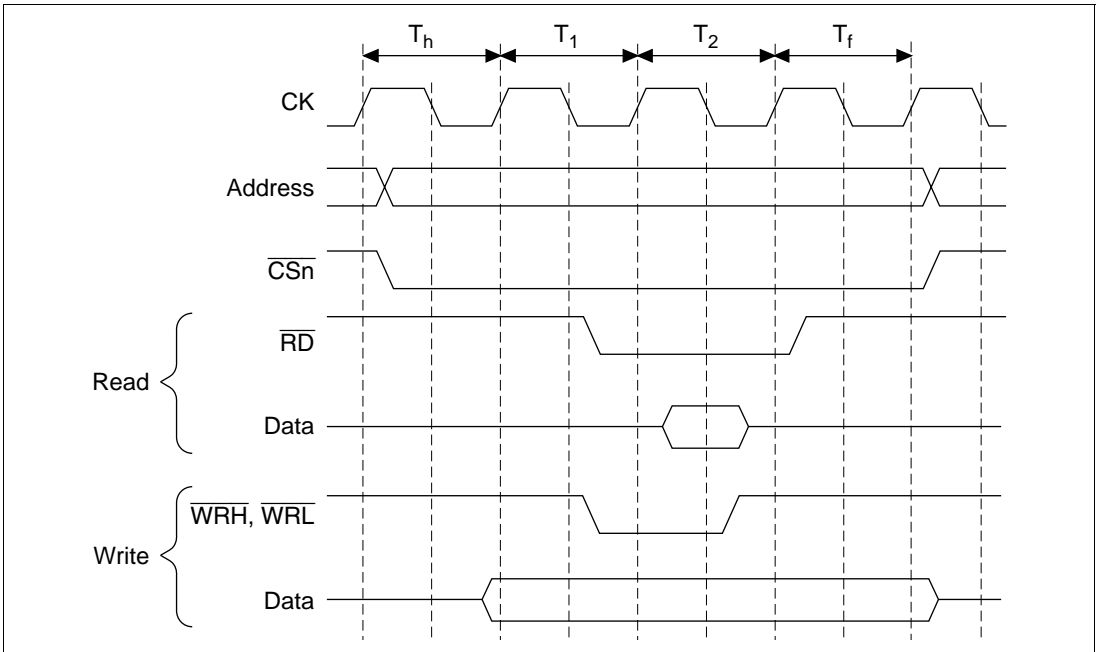 Th T1 T2 Tf
CK
Address
CSn
RD
Read
Data
WRH, WRL
Write
Data